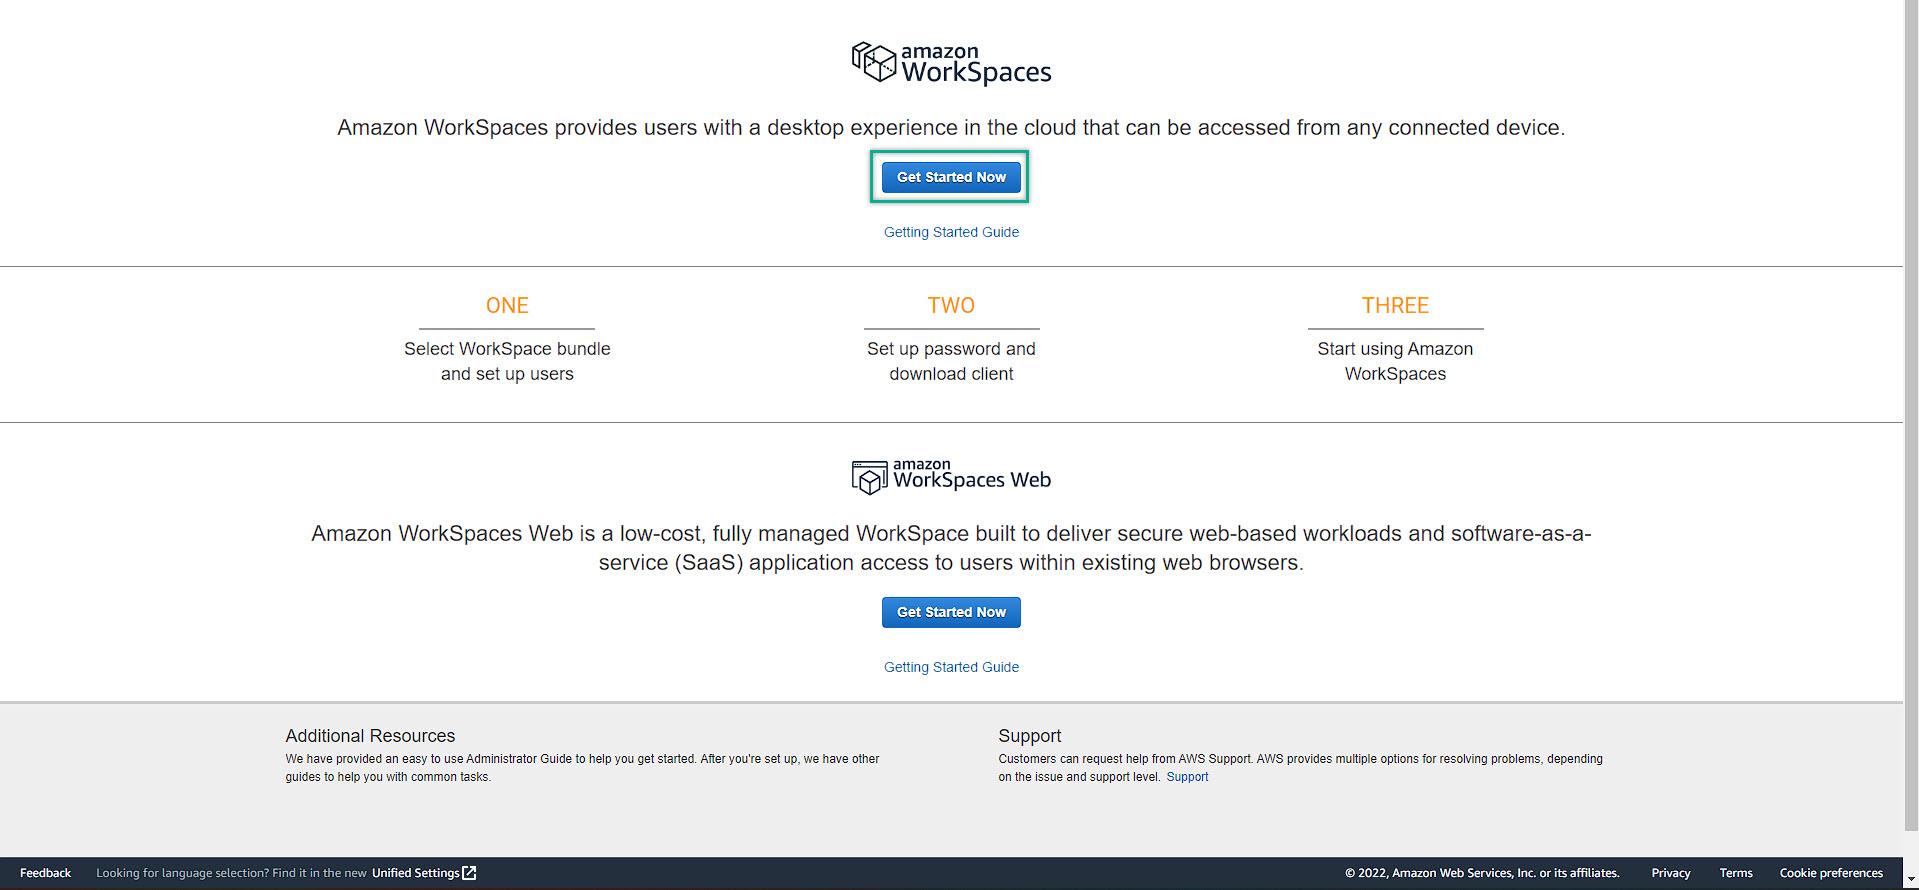 amazon
WorkSpaces
Amazon WorkSpaces provides users with a desktop experience in the cloud that can be accessed from any connected device.
Get Started Now
Getting Started Guide
ONE
Select WorkSpace bundle
and set up users
TWO
Set up password and
download client
THREE
Start using Amazon
WorkSpaces
amazon
WorkSpaces Web
Amazon WorkSpaces Web is a low-cost, fully managed WorkSpace built to deliver secure web-based workloads and software-as-a-
service (SaaS) application access to users within existing web browsers.
Get Started Now
Getting Started Guide
Additional Resources
We have provided an easy to use Administrator Guide to help you get started. After you're set up, we have other
guides to help you with common tasks.
Support
Customers can request help from AWS Support. AWS provides multiple options for resolving problems, depending
on the issue and support level. Support
Feedback Looking for language selection? Find it in the new Unified Settings © 2022, Amazon Web Services, Inc. or its affiliates. Privacy Terms Cookie preferences